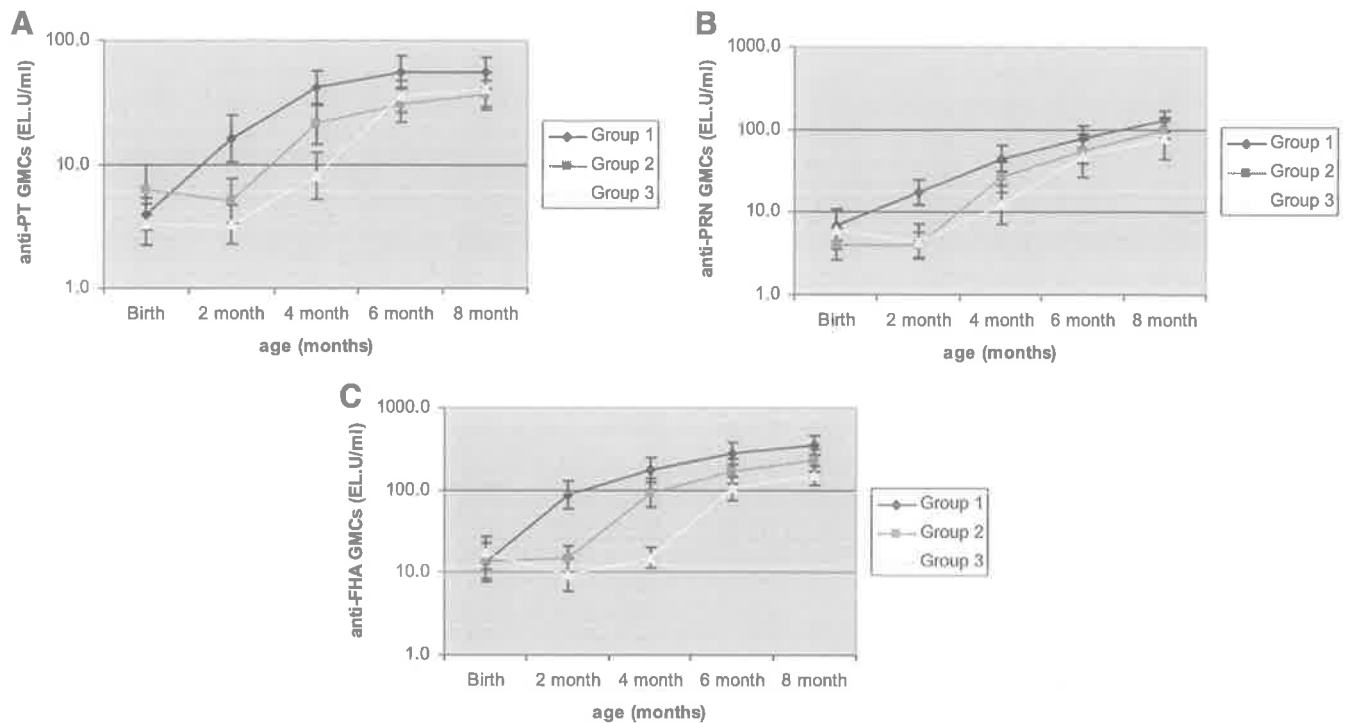 A
anti-PT GMCs (EL.U/ml)
100.0
10.0
1.0
Birth 2 month 4 month 6 month 8 month
age (months)
Group 1
Group 2
Group 3
B
anti-PRN GMCs (EL.U/ml)
1000.0
100.0
10.0
1.0
Birth 2 month 4 month 6 month 8 month
age (months)
Group 1
Group 2
Group 3
C
anti-FHA GMCs (EL.U/ml)
1000.0
100.0
10.0
1.0
Birth 2 month 4 month 6 month 8 month
age (months)
Group 1
Group 2
Group 3